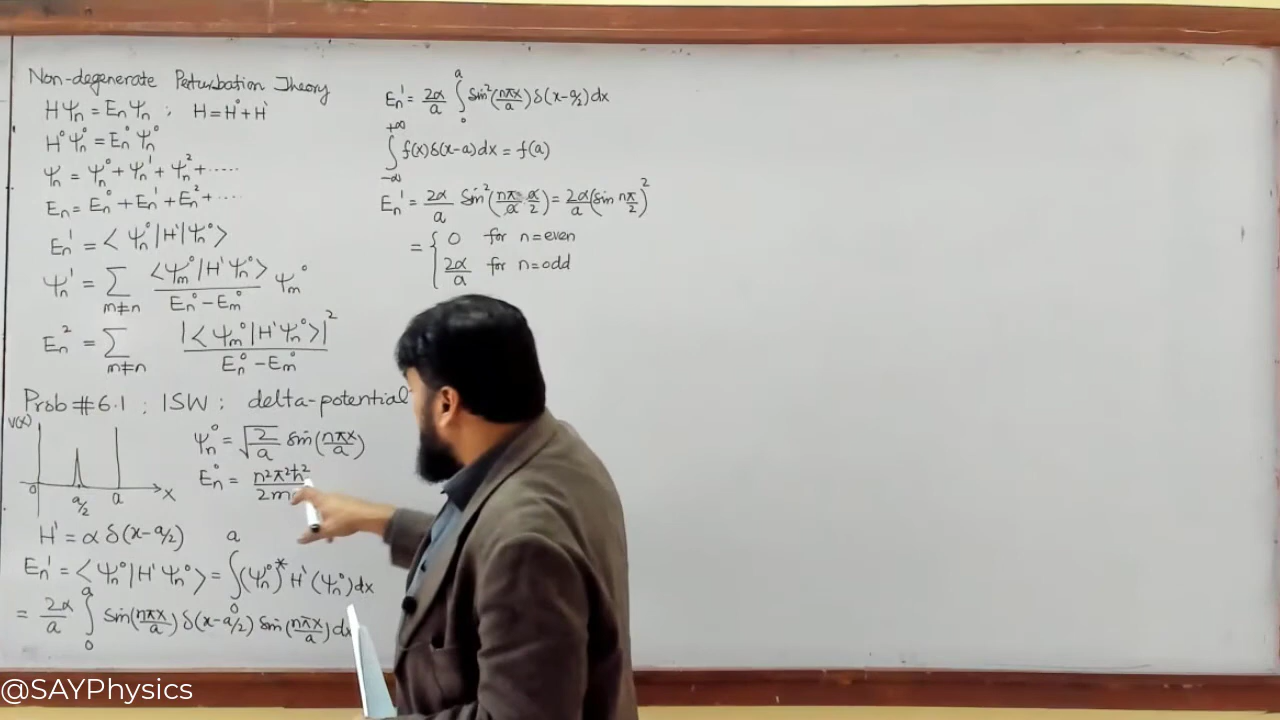 Non-degenerate Perturbation Theory
Hψₙ = Eₙψₙ ; H = H° + H'
H°ψₙ° = Eₙ°ψₙ°
ψₙ = ψₙ° + ψₙ¹ + ψₙ² + .....
Eₙ = Eₙ° + Eₙ¹ + Eₙ² + ....
Eₙ¹ = <ψₙ°|H'|ψₙ°>
ψₙ¹ = Σ_{m≠n} <ψₘ°|H'ψₙ°> / (Eₙ° − Eₘ°) ψₘ°
Eₙ² = Σ_{m≠n} |<ψₘ°|H'ψₙ°>|² / (Eₙ° − Eₘ°)
Prob #6.1 ; ISW ; delta-potential
V(x)
0 a/2 a x
ψₙ° = √(2/a) sin(nπx/a)
Eₙ° = n²π²ħ² / 2m
H' = α δ(x−a/2)
Eₙ¹ = <ψₙ°|H'ψₙ°> = ∫₀ᵃ (ψₙ°)* H' (ψₙ°) dx
= 2α/a ∫₀ᵃ sin(nπx/a) δ(x−a/2) sin(nπx/a) dx
Eₙ¹ = 2α/a ∫₀ᵃ sin²(nπx/a) δ(x−a/2) dx
∫_{−∞}^{+∞} f(x) δ(x−a) dx = f(a)
Eₙ¹ = 2α/a sin²(nπ/a · a/2) = 2α/a (sin nπ/2)²
= { 0 for n=even
2α/a for n=odd
@SAYPhysics